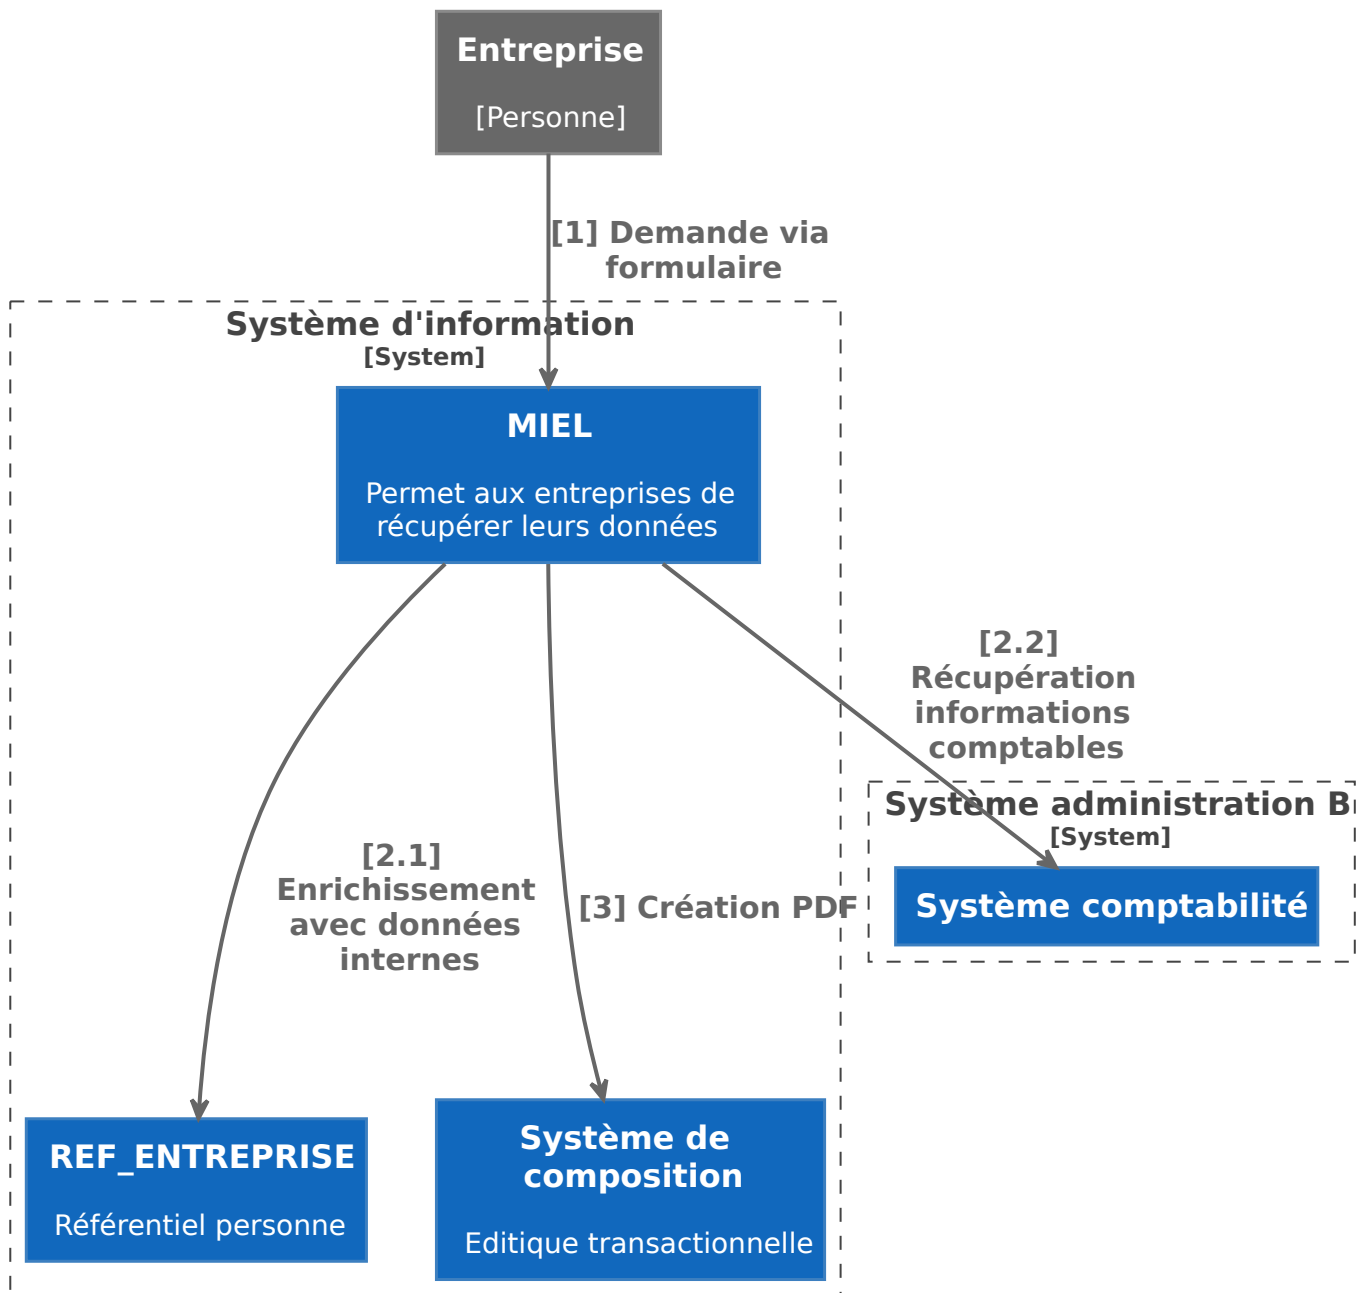 Entreprise
[Personne]
[1] Demande via
formulaire
Système d'information
[System]
MIEL
Permet aux entreprises de
récupérer leurs données
[2.2]
Récupération
informations
comptables
Système administration B
[System]
Système comptabilité
[2.1]
Enrichissement
avec données
internes
[3] Création PDF
REF_ENTREPRISE
Référentiel personne
Système de
composition
Editique transactionnelle